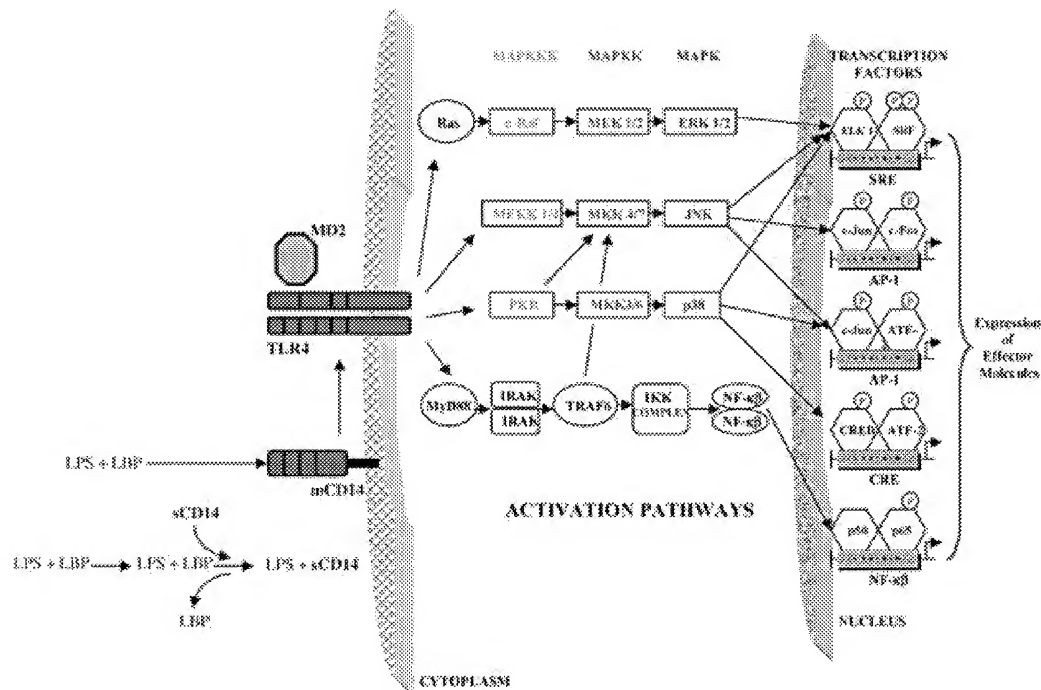 MAPKKK MAPKK MAPK TRANSCRIPTION
FACTORS
P P P
Ras c-Raf MEK 1/2 ERK 1/2 ELK 1 SRF
SRE
P P
MEKK 1/4 MKK 4/7 JNK c-Jun c-Fos
AP-1
MD2
PKR MKK3/6 p38
P P
c-Jun ATF-
TLR4
AP-1
Expression
of
Effector
Molecules
MyD88 IRAK
IRAK
TRAF6 IKK
COMPLEX
NF-κβ
NF-κβ
P P
CREB ATF-2
CRE
LPS + LBP mCD14
ACTIVATION PATHWAYS
sCD14
P
p50 p65
LPS + LBP LPS + LBP LPS + sCD14
NF-κβ
LBP
NUCLEUS
CYTOPLASM